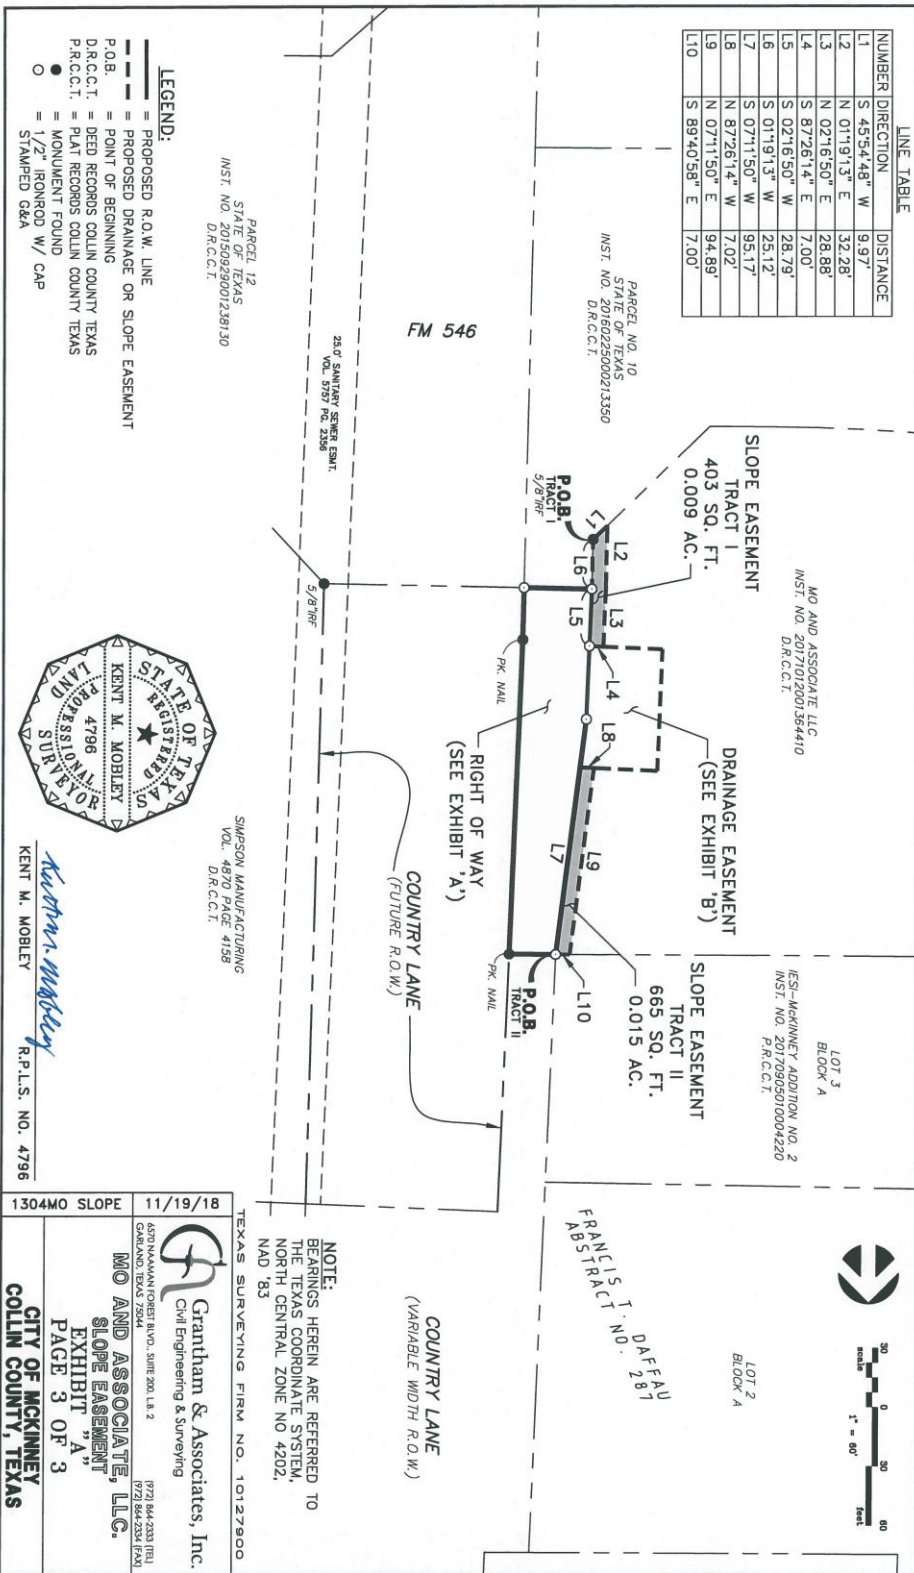 LINE TABLE
NUMBER DIRECTION DISTANCE
L1 S 45°54'48" W 9.97'
L2 N 01°19'13" E 32.28'
L3 N 02°16'50" E 28.88'
L4 S 87°26'14" E 7.00'
L5 S 02°16'50" W 28.79'
L6 S 01°19'13" W 25.12'
L7 S 07°11'50" W 95.17'
L8 N 87°26'14" W 7.02'
L9 N 07°11'50" E 94.89'
L10 S 89°40'58" E 7.00'
MO AND ASSOCIATE LLC
INST. NO. 20171012001364410
D.R.C.C.T.
LOT 3
BLOCK A
IESI-McKINNEY ADDITION NO. 2
INST. NO. 20170905010004220
P.R.C.C.T.
LOT 2
BLOCK A
30 0 30 60
scale 1" = 60' feet
FRANCIS T. DAFFAU
ABSTRACT NO. 287
SLOPE EASEMENT
TRACT I
403 SQ. FT.
0.009 AC.
DRAINAGE EASEMENT
(SEE EXHIBIT 'B')
SLOPE EASEMENT
TRACT II
665 SQ. FT.
0.015 AC.
PARCEL NO. 10
STATE OF TEXAS
INST. NO. 20160225000213350
D.R.C.C.T.
P.O.B.
TRACT I
5/8"IRF
L1
L2
L3
L4
L5
L6
L7
L8
L9
L10
P.O.B.
TRACT II
PK. NAIL
PK. NAIL
RIGHT OF WAY
(SEE EXHIBIT 'A')
FM 546
COUNTRY LANE
(FUTURE R.O.W.)
COUNTRY LANE
(VARIABLE WIDTH R.O.W.)
25.0' SANITARY SEWER ESMT.
VOL. 5757 PG. 2356
5/8"IRF
PARCEL 12
STATE OF TEXAS
INST. NO. 20150929001238130
D.R.C.C.T.
SIMPSON MANUFACTURING
VOL. 4870 PAGE 4158
D.R.C.C.T.
NOTE:
BEARINGS HEREIN ARE REFERRED TO
THE TEXAS COORDINATE SYSTEM,
NORTH CENTRAL ZONE NO 4202,
NAD '83
LEGEND:
= PROPOSED R.O.W. LINE
= PROPOSED DRAINAGE OR SLOPE EASEMENT
P.O.B. = POINT OF BEGINNING
D.R.C.C.T. = DEED RECORDS COLLIN COUNTY TEXAS
P.R.C.C.T. = PLAT RECORDS COLLIN COUNTY TEXAS
= MONUMENT FOUND
= 1/2" IRONROD W/ CAP
STAMPED G&A
STATE OF TEXAS
REGISTERED
KENT M. MOBLEY
4796
PROFESSIONAL
LAND SURVEYOR
Kent M. Mobley
KENT M. MOBLEY R.P.L.S. NO. 4796
TEXAS SURVEYING FIRM NO. 10127900
1304MO SLOPE 11/19/18
Grantham & Associates, Inc.
Civil Engineering & Surveying
6570 NAAMAN FOREST BLVD., SUITE 200, L.B. 2
GARLAND, TEXAS 75044
(972) 864-2333 (TEL)
(972) 864-2334 (FAX)
MO AND ASSOCIATE, LLC.
SLOPE EASEMENT
EXHIBIT "A"
PAGE 3 OF 3
CITY OF MCKINNEY
COLLIN COUNTY, TEXAS